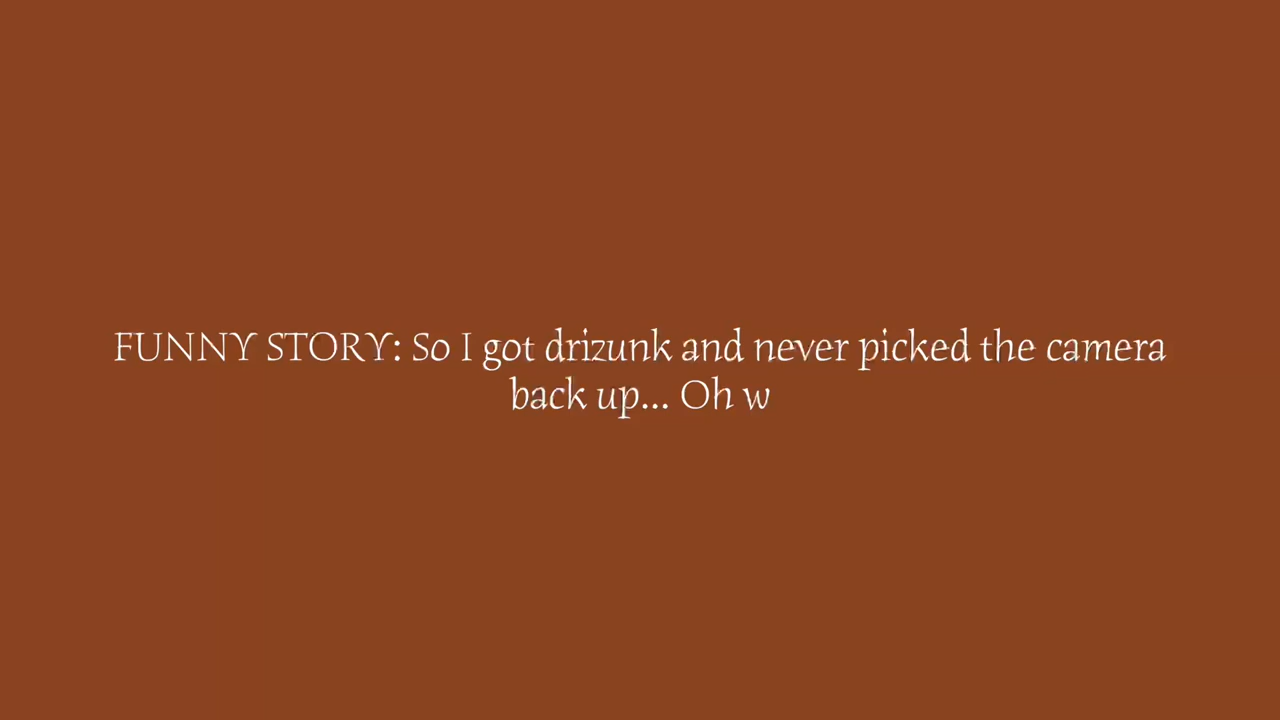 FUNNY STORY: So I got drizunk and never picked the camera
back up... Oh w